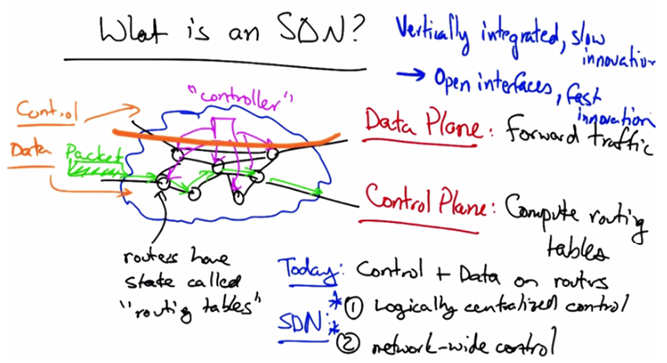 What is an SDN?
Vertically integrated, slow
innovation
→ Open interfaces, fast
innovation
"controller"
Control
Data
Packet
Data Plane: Forward traffic
Control Plane: Compute routing
tables
routers have
state called
"routing tables"
Today: Control + Data on routrs
SDN: * ① Logically centralized control
* ② network-wide control